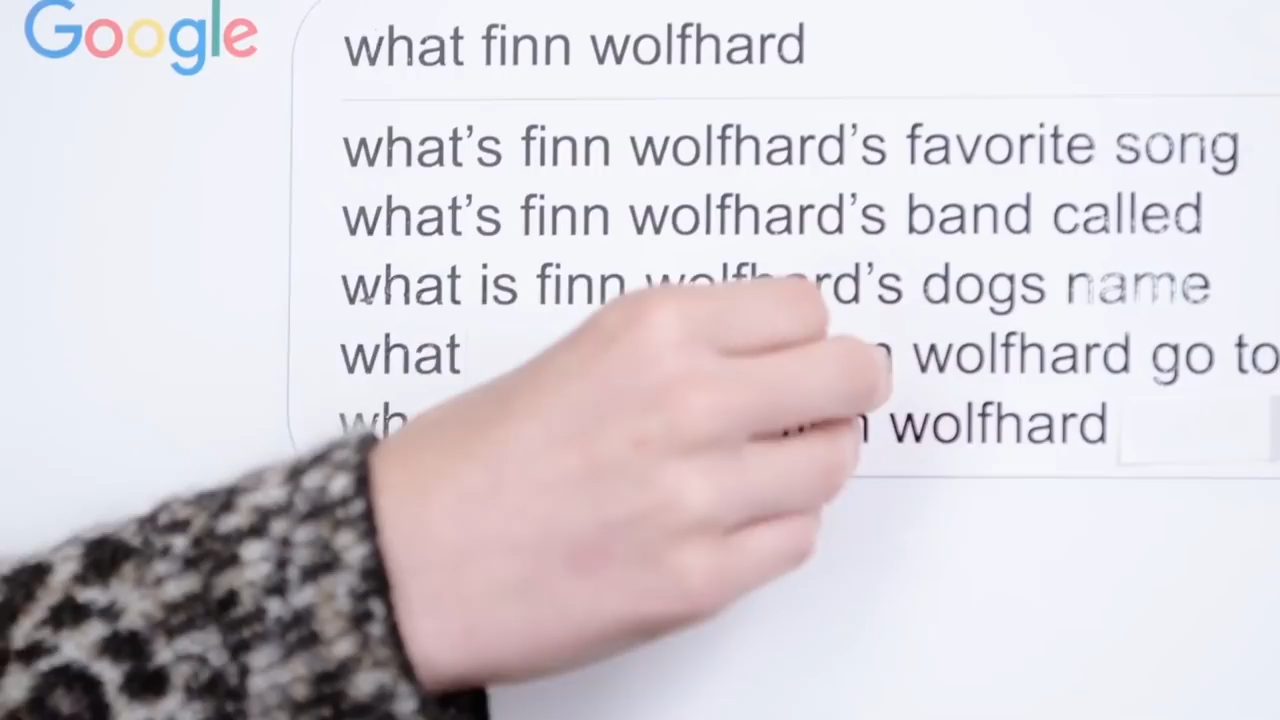 Google
what finn wolfhard
what's finn wolfhard's favorite song
what's finn wolfhard's band called
what is finn wolfhard's dogs name
what wolfhard go to
wolfhard